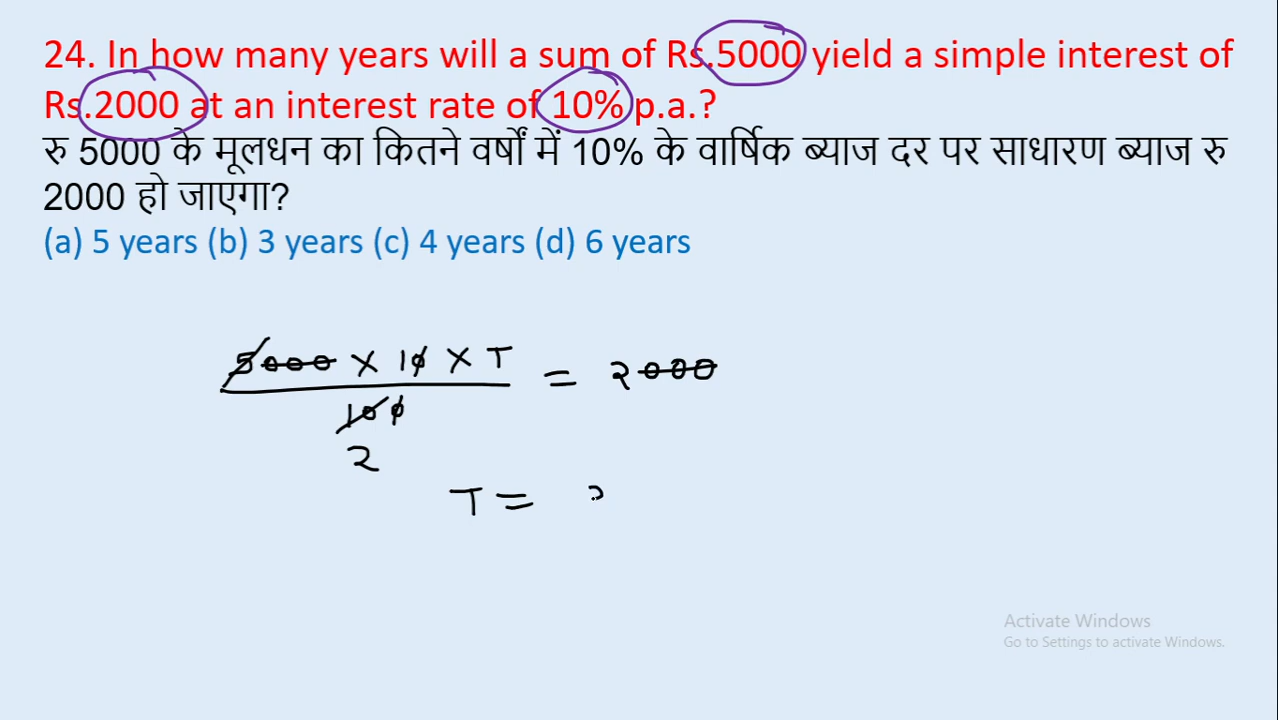 24. In how many years will a sum of Rs.5000 yield a simple interest of
Rs.2000 at an interest rate of 10% p.a.?
रु 5000 के मूलधन का कितने वर्षों में 10% के वार्षिक ब्याज दर पर साधारण ब्याज रु
2000 हो जाएगा?
(a) 5 years (b) 3 years (c) 4 years (d) 6 years
5000 X 10 X T = 2000
100
2
T =
Activate Windows
Go to Settings to activate Windows.